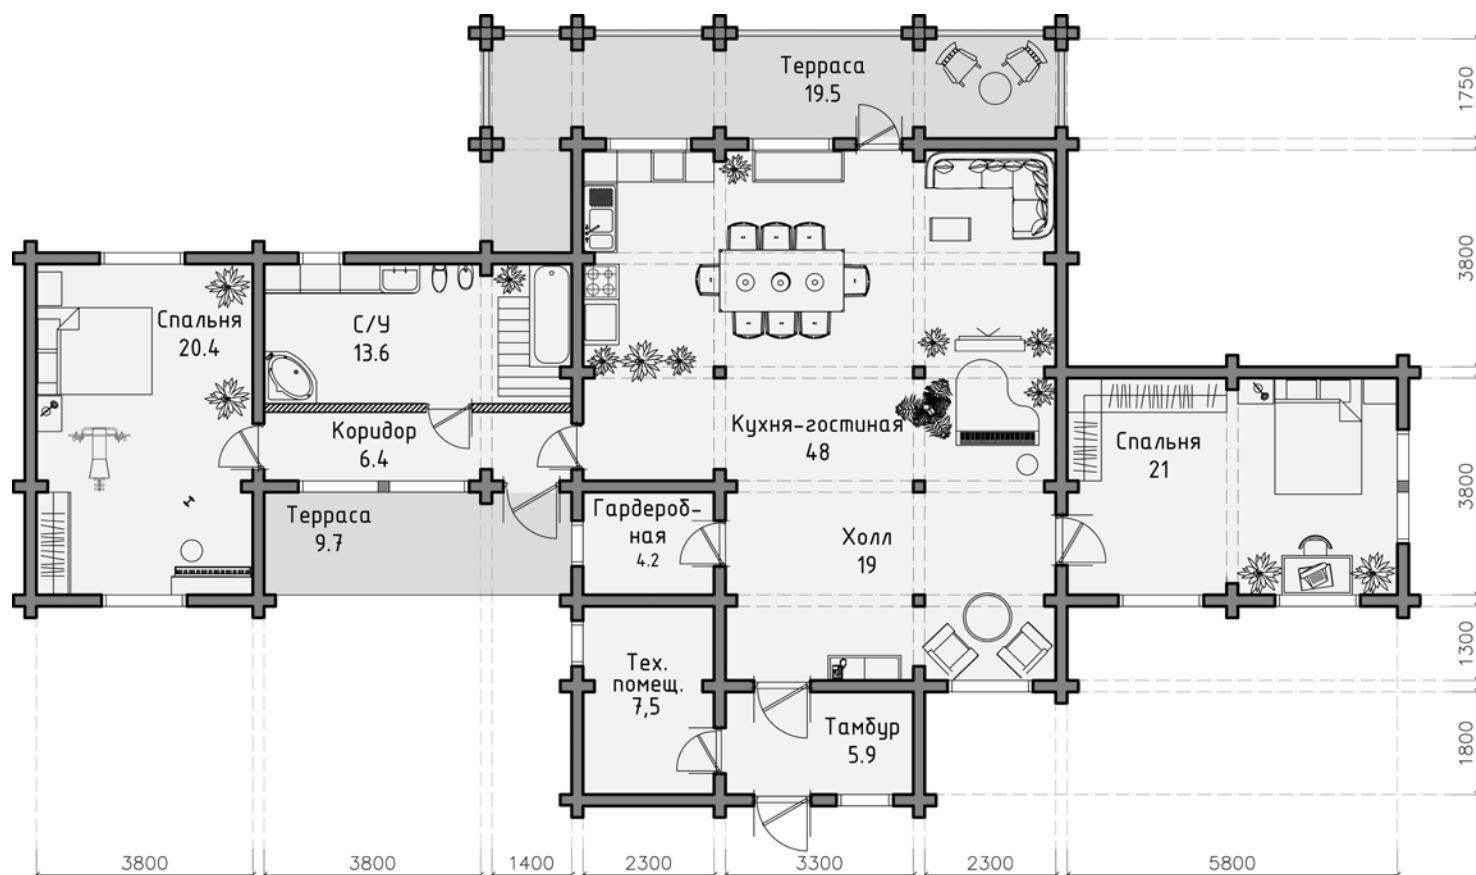 Терраса
19.5
1750
3800
Спальня
20.4
С/У
13.6
Коридор
6.4
Кухня-гостиная
48
Спальня
21
3800
Терраса
9.7
Гардероб-
ная
4.2
Холл
19
Тех.
помещ.
7,5
Тамбур
5.9
1300
1800
3800
3800
1400
2300
3300
2300
5800